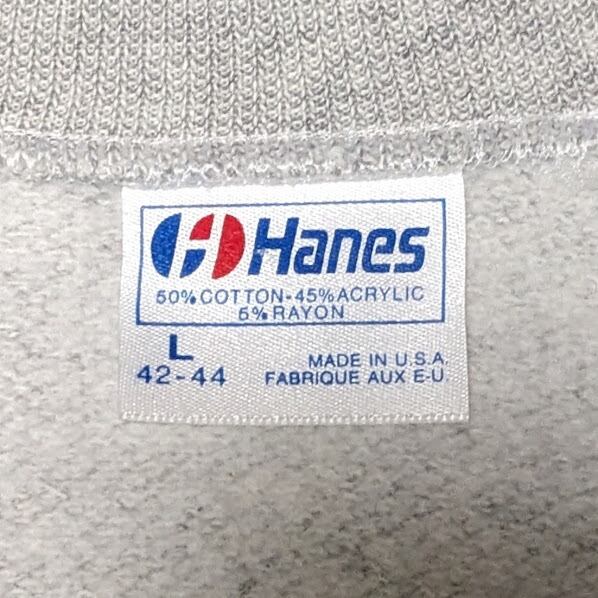 Hanes
50% COTTON-45% ACRYLIC
5% RAYON
L
42-44
MADE IN U.S.A.
FABRIQUE AUX E-U.